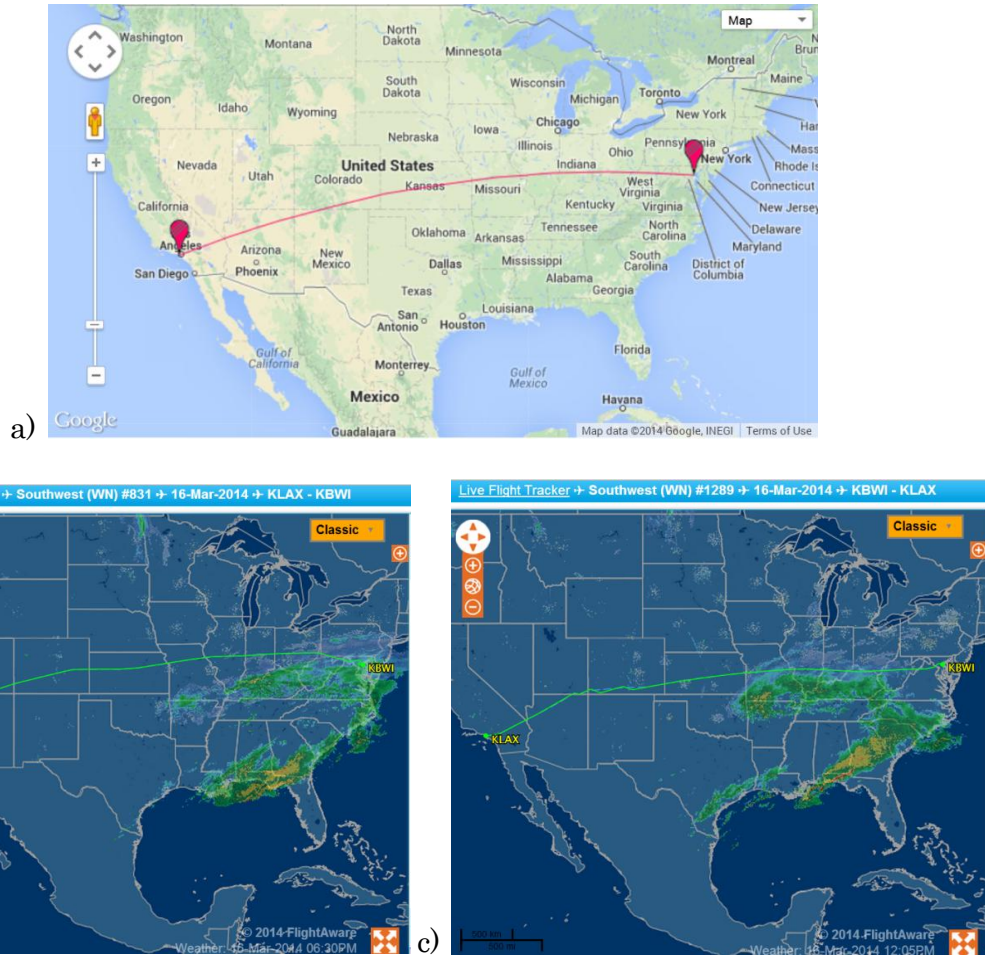 Map
Washington
Montana
North
Dakota
Minnesota
Montreal
Maine
Oregon
Idaho
Wyoming
South
Dakota
Wisconsin
Michigan
Toronto
New York
Chicago
Iowa
Nebraska
Illinois
Indiana
Ohio
Pennsylvania
New York
Mass
Rhode Is
Connecticut
New Jersey
Delaware
Maryland
District of
Columbia
Nevada
Utah
Colorado
United States
Kansas
Missouri
West
Virginia
Virginia
Kentucky
California
Angeles
San Diego
Arizona
Phoenix
New
Mexico
Oklahoma
Arkansas
Tennessee
North
Carolina
South
Carolina
Dallas
Mississippi
Alabama
Georgia
Texas
San
Antonio
Houston
Louisiana
Florida
Gulf of
California
Monterrey
Gulf of
Mexico
Mexico
Havana
Guadalajara
a)
Google
Map data ©2014 Google, INEGI
Terms of Use
Southwest (WN) #831 16-Mar-2014 KLAX - KBWI
Classic
KBWI
© 2014 FlightAware
Weather: 16-Mar-2014 06:30PM
c)
Live Flight Tracker Southwest (WN) #1289 16-Mar-2014 KBWI - KLAX
Classic
KBWI
KLAX
500 km
500 mi
© 2014 FlightAware
Weather: 16-Mar-2014 12:05PM